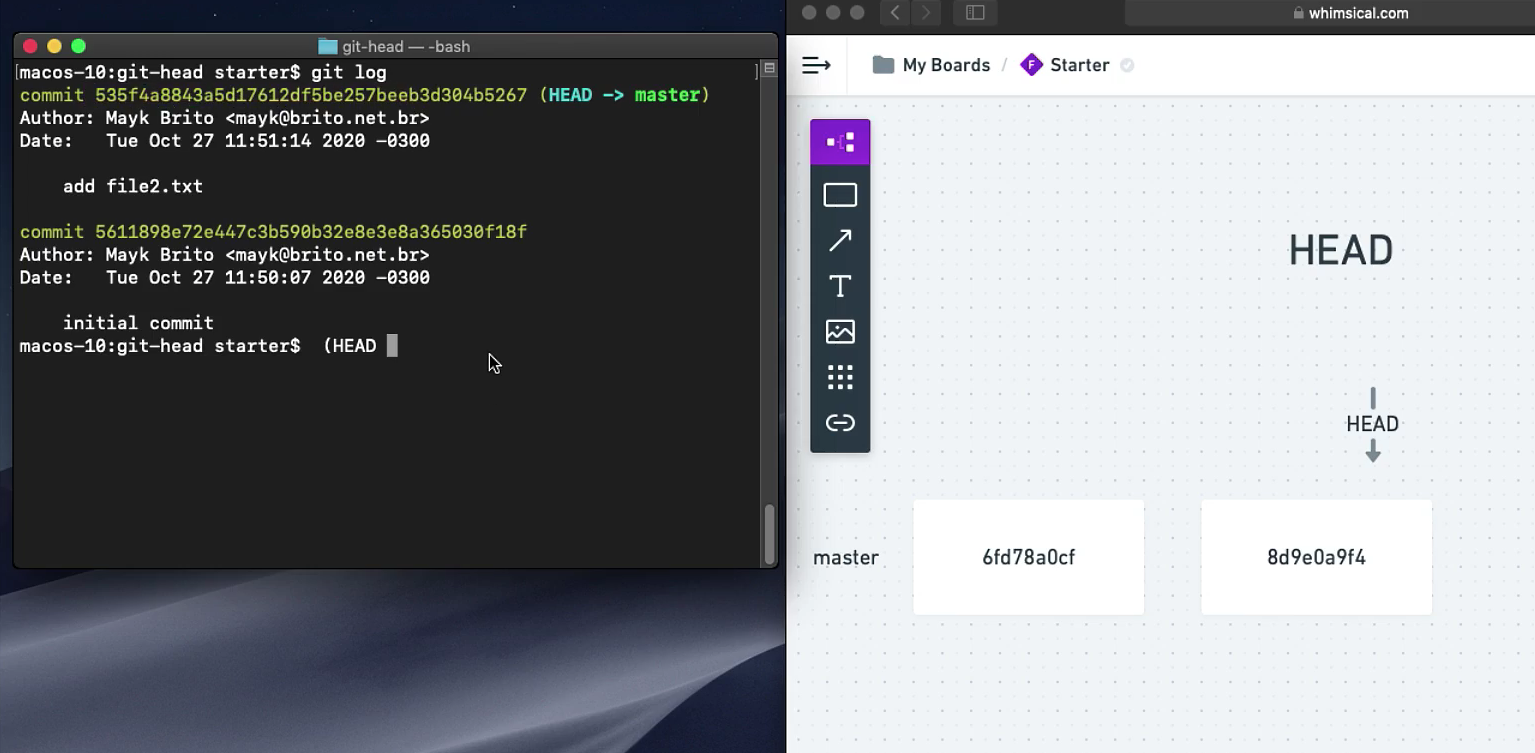 git-head — -bash
[macos-10:git-head starter$ git log ]
commit 535f4a8843a5d17612df5be257beeb3d304b5267 (HEAD -> master)
Author: Mayk Brito <mayk@brito.net.br>
Date:   Tue Oct 27 11:51:14 2020 -0300
add file2.txt
commit 5611898e72e447c3b590b32e8e3e8a365030f18f
Author: Mayk Brito <mayk@brito.net.br>
Date:   Tue Oct 27 11:50:07 2020 -0300
initial commit
macos-10:git-head starter$  (HEAD
whimsical.com
My Boards / F Starter
T
HEAD
HEAD
master
6fd78a0cf
8d9e0a9f4